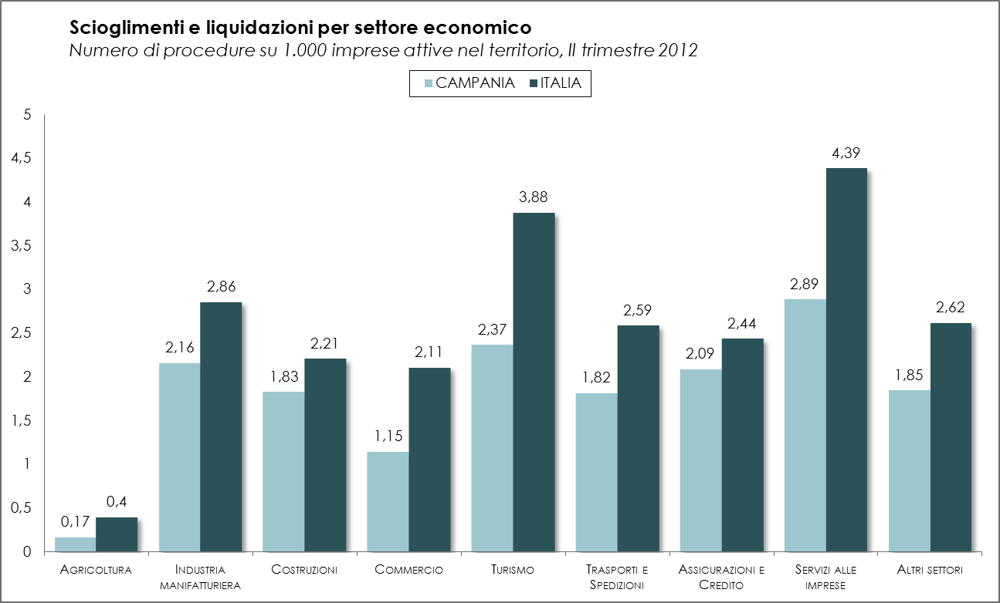 Scioglimenti e liquidazioni per settore economico
Numero di procedure su 1.000 imprese attive nel territorio, II trimestre 2012
CAMPANIA ITALIA
5
4,5
4
3,5
3
2,5
2
1,5
1
0,5
0
0,17
0,4
2,16
2,86
1,83
2,21
1,15
2,11
2,37
3,88
1,82
2,59
2,09
2,44
2,89
4,39
1,85
2,62
AGRICOLTURA
INDUSTRIA
MANIFATTURIERA
COSTRUZIONI
COMMERCIO
TURISMO
TRASPORTI E
SPEDIZIONI
ASSICURAZIONI E
CREDITO
SERVIZI ALLE
IMPRESE
ALTRI SETTORI